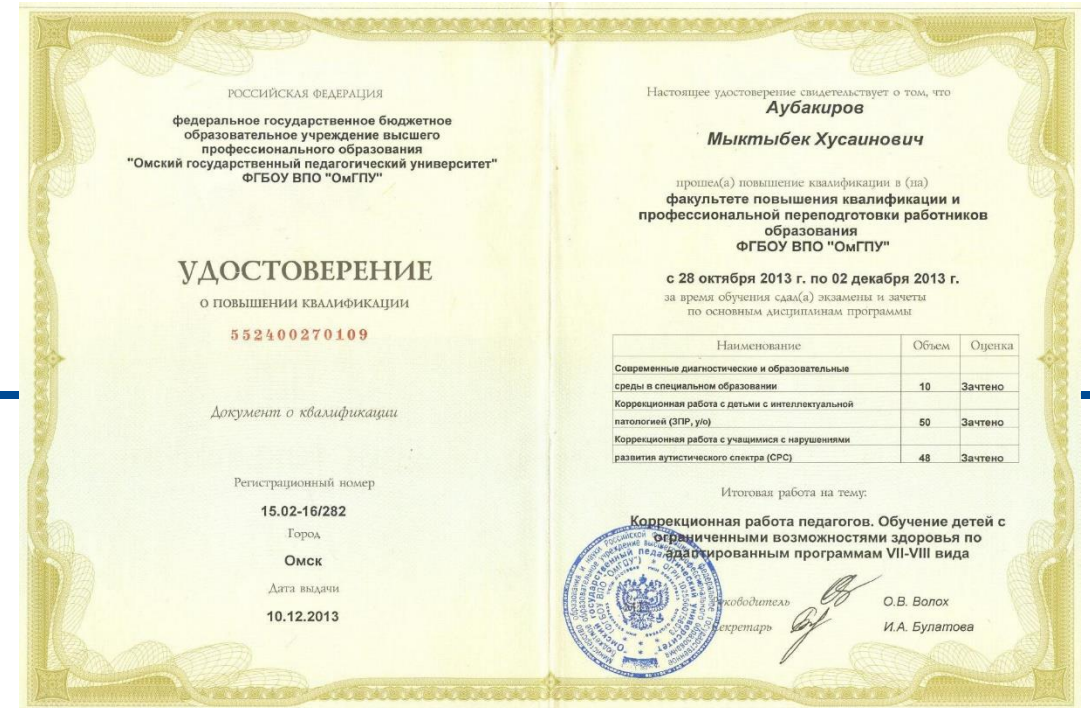 РОССИЙСКАЯ ФЕДЕРАЦИЯ
федеральное государственное бюджетное
образовательное учреждение высшего
профессионального образования
"Омский государственный педагогический университет"
ФГБОУ ВПО "ОмГПУ"
УДОСТОВЕРЕНИЕ
О ПОВЫШЕНИИ КВАЛИФИКАЦИИ
552400270109
Документ о квалификации
Регистрационный номер
15.02-16/282
Город
Омск
Дата выдачи
10.12.2013
Настоящее удостоверение свидетельствует о том, что
Аубакиров
Мыктыбек Хусаинович
прошел(а) повышение квалификации в (на)
факультете повышения квалификации и
профессиональной переподготовки работников
образования
ФГБОУ ВПО "ОмГПУ"
с 28 октября 2013 г. по 02 декабря 2013 г.
за время обучения сдал(а) экзамены и зачеты
по основным дисциплинам программы
Наименование Объем Оценка
Современные диагностические и образовательные
среды в специальном образовании 10 Зачтено
Коррекционная работа с детьми с интеллектуальной
патологией (ЗПР, у/о) 50 Зачтено
Коррекционная работа с учащимися с нарушениями
развития аутистического спектра (СРС) 48 Зачтено
Итоговая работа на тему:
Коррекционная работа педагогов. Обучение детей с
ограниченными возможностями здоровья по
адаптированным программам VII-VIII вида
Руководитель О.В. Волох
Секретарь И.А. Булатова